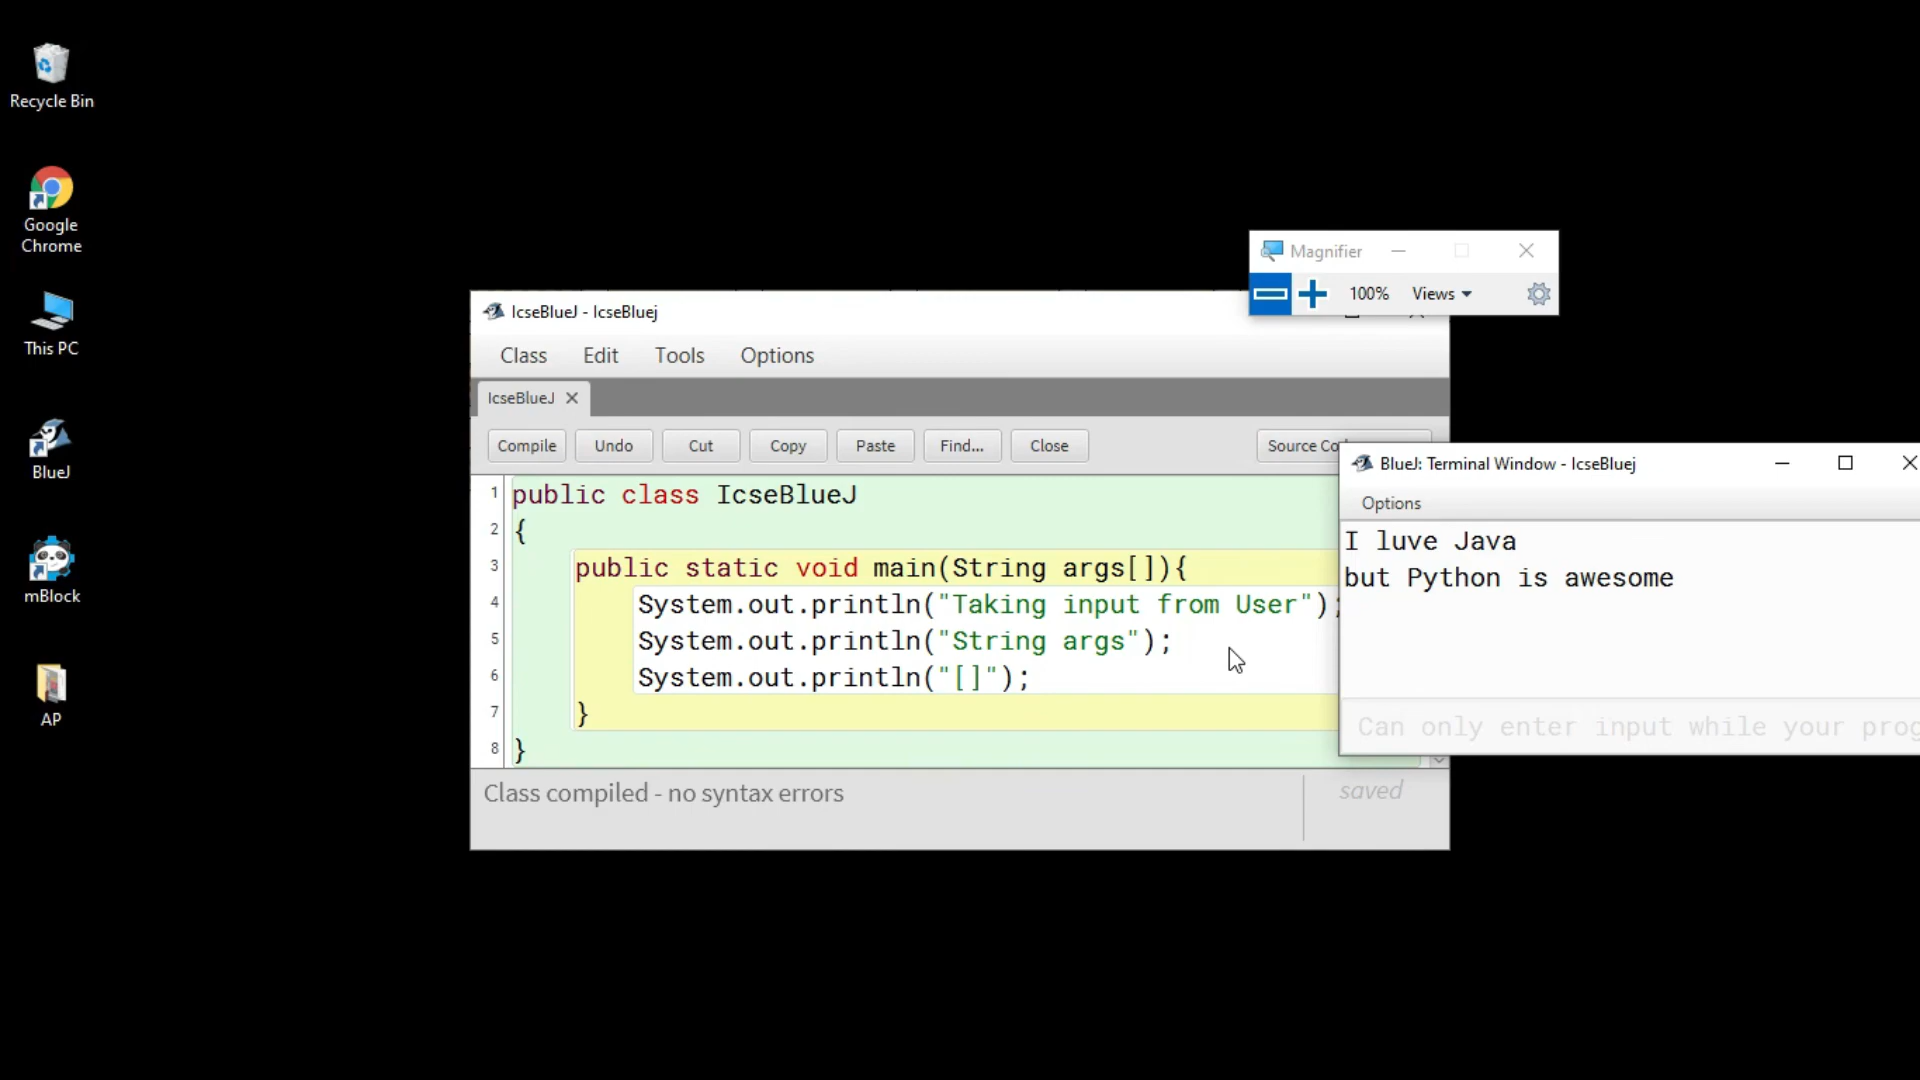 Recycle Bin
Google
Chrome
This PC
BlueJ
mBlock
AP
Magnifier
100% Views
IcseBlueJ - IcseBluej
Class Edit Tools Options
IcseBlueJ
Compile Undo Cut Copy Paste Find... Close Source Co
1 public class IcseBlueJ
2 {
3 public static void main(String args[]){
4 System.out.println("Taking input from User");
5 System.out.println("String args");
6 System.out.println("[]");
7 }
8 }
Class compiled - no syntax errors
saved
BlueJ: Terminal Window - IcseBluej
Options
I luve Java
but Python is awesome
Can only enter input while your prog